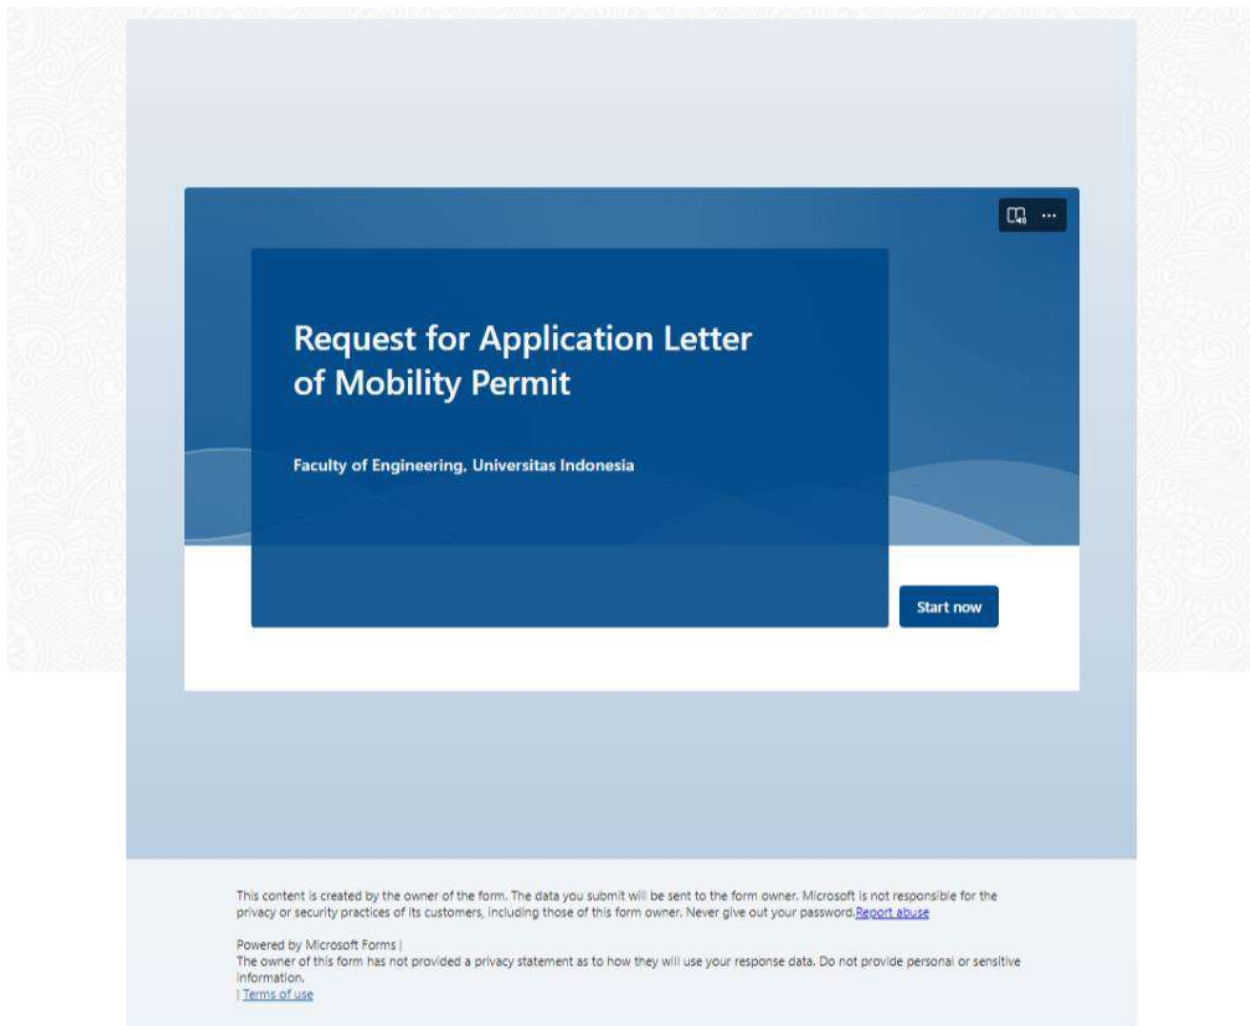 Request for Application Letter
of Mobility Permit
Faculty of Engineering, Universitas Indonesia
Start now
This content is created by the owner of the form. The data you submit will be sent to the form owner. Microsoft is not responsible for the
privacy or security practices of its customers, including those of this form owner. Never give out your password.Report abuse
Powered by Microsoft Forms |
The owner of this form has not provided a privacy statement as to how they will use your response data. Do not provide personal or sensitive
information.
| Terms of use